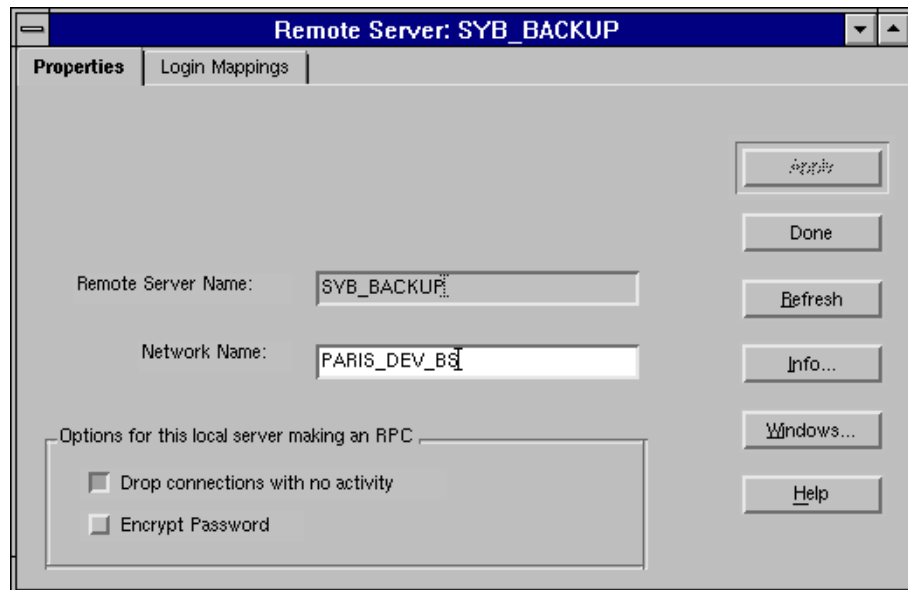 Remote Server: SYB_BACKUP
Properties
Login Mappings
Apply
Done
Remote Server Name:
SYB_BACKUP
Refresh
Network Name:
PARIS_DEV_BS
Info...
Options for this local server making an RPC
Windows...
Drop connections with no activity
Help
Encrypt Password